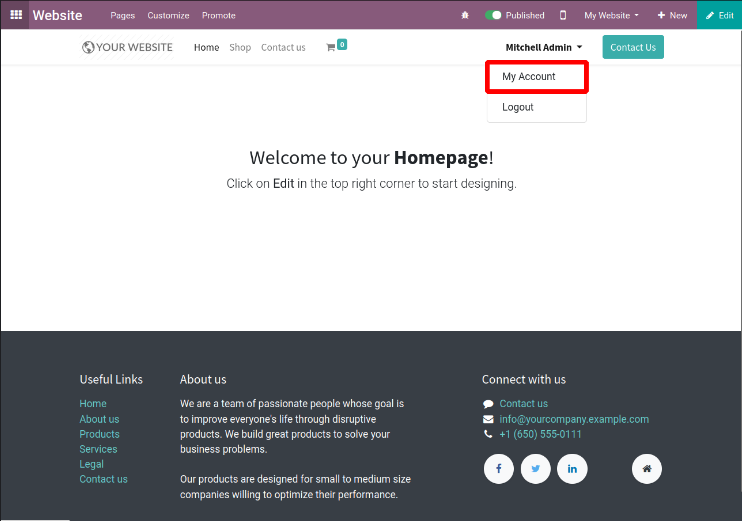 Website Pages Customize Promote Published My Website New Edit
YOUR WEBSITE Home Shop Contact us 0 Mitchell Admin Contact Us
My Account
Logout
Welcome to your Homepage!
Click on Edit in the top right corner to start designing.
Useful Links
Home
About us
Products
Services
Legal
Contact us
About us
We are a team of passionate people whose goal is
to improve everyone's life through disruptive
products. We build great products to solve your
business problems.
Our products are designed for small to medium size
companies willing to optimize their performance.
Connect with us
Contact us
info@yourcompany.example.com
+1 (650) 555-0111